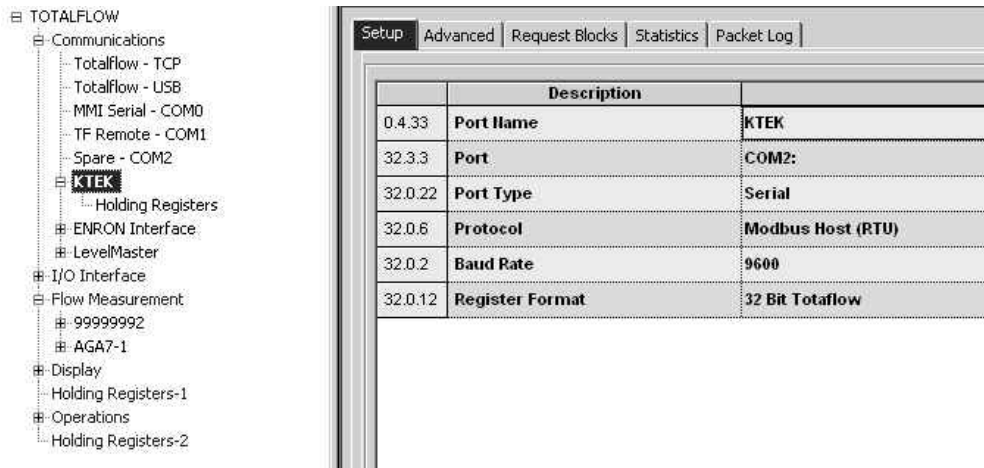 TOTALFLOW
Communications
Totalflow - TCP
Totalflow - USB
MMI Serial - COM0
TF Remote - COM1
Spare - COM2
KTEK
Holding Registers
ENRON Interface
LevelMaster
I/O Interface
Flow Measurement
99999992
AGA7-1
Display
Holding Registers-1
Operations
Holding Registers-2
Setup Advanced Request Blocks Statistics Packet Log
Description
0.4.33 Port Name KTEK
32.3.3 Port COM2:
32.0.22 Port Type Serial
32.0.6 Protocol Modbus Host (RTU)
32.0.2 Baud Rate 9600
32.0.12 Register Format 32 Bit Totaflow